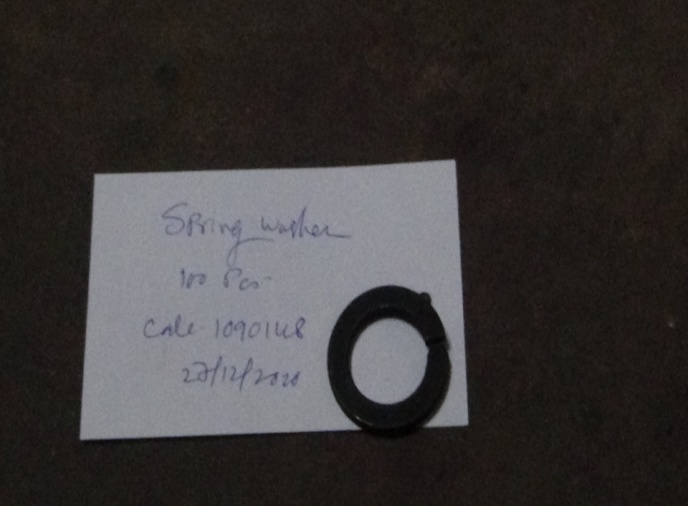 Spring washer
100 Pcs
Code 10901148
27/12/2020